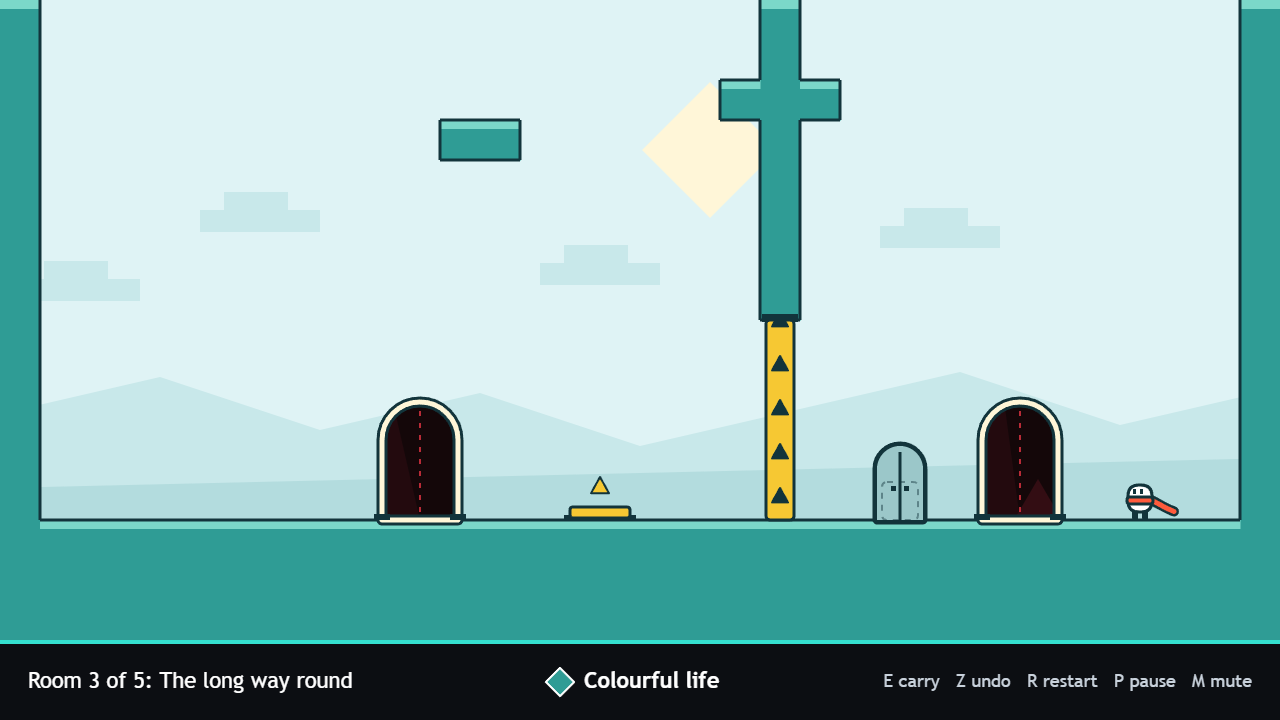 Room 3 of 5: The long way round
Colourful life
E carry Z undo R restart P pause M mute